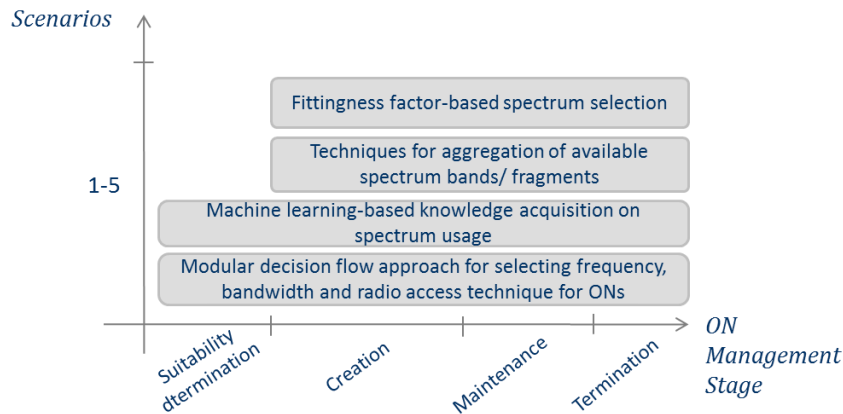 Scenarios
Fittingness factor-based spectrum selection
Techniques for aggregation of available
spectrum bands/ fragments
1-5
Machine learning-based knowledge acquisition on
spectrum usage
Modular decision flow approach for selecting frequency,
bandwidth and radio access technique for ONs
Suitability
dtermination
Creation
Maintenance
Termination
ON
Management
Stage